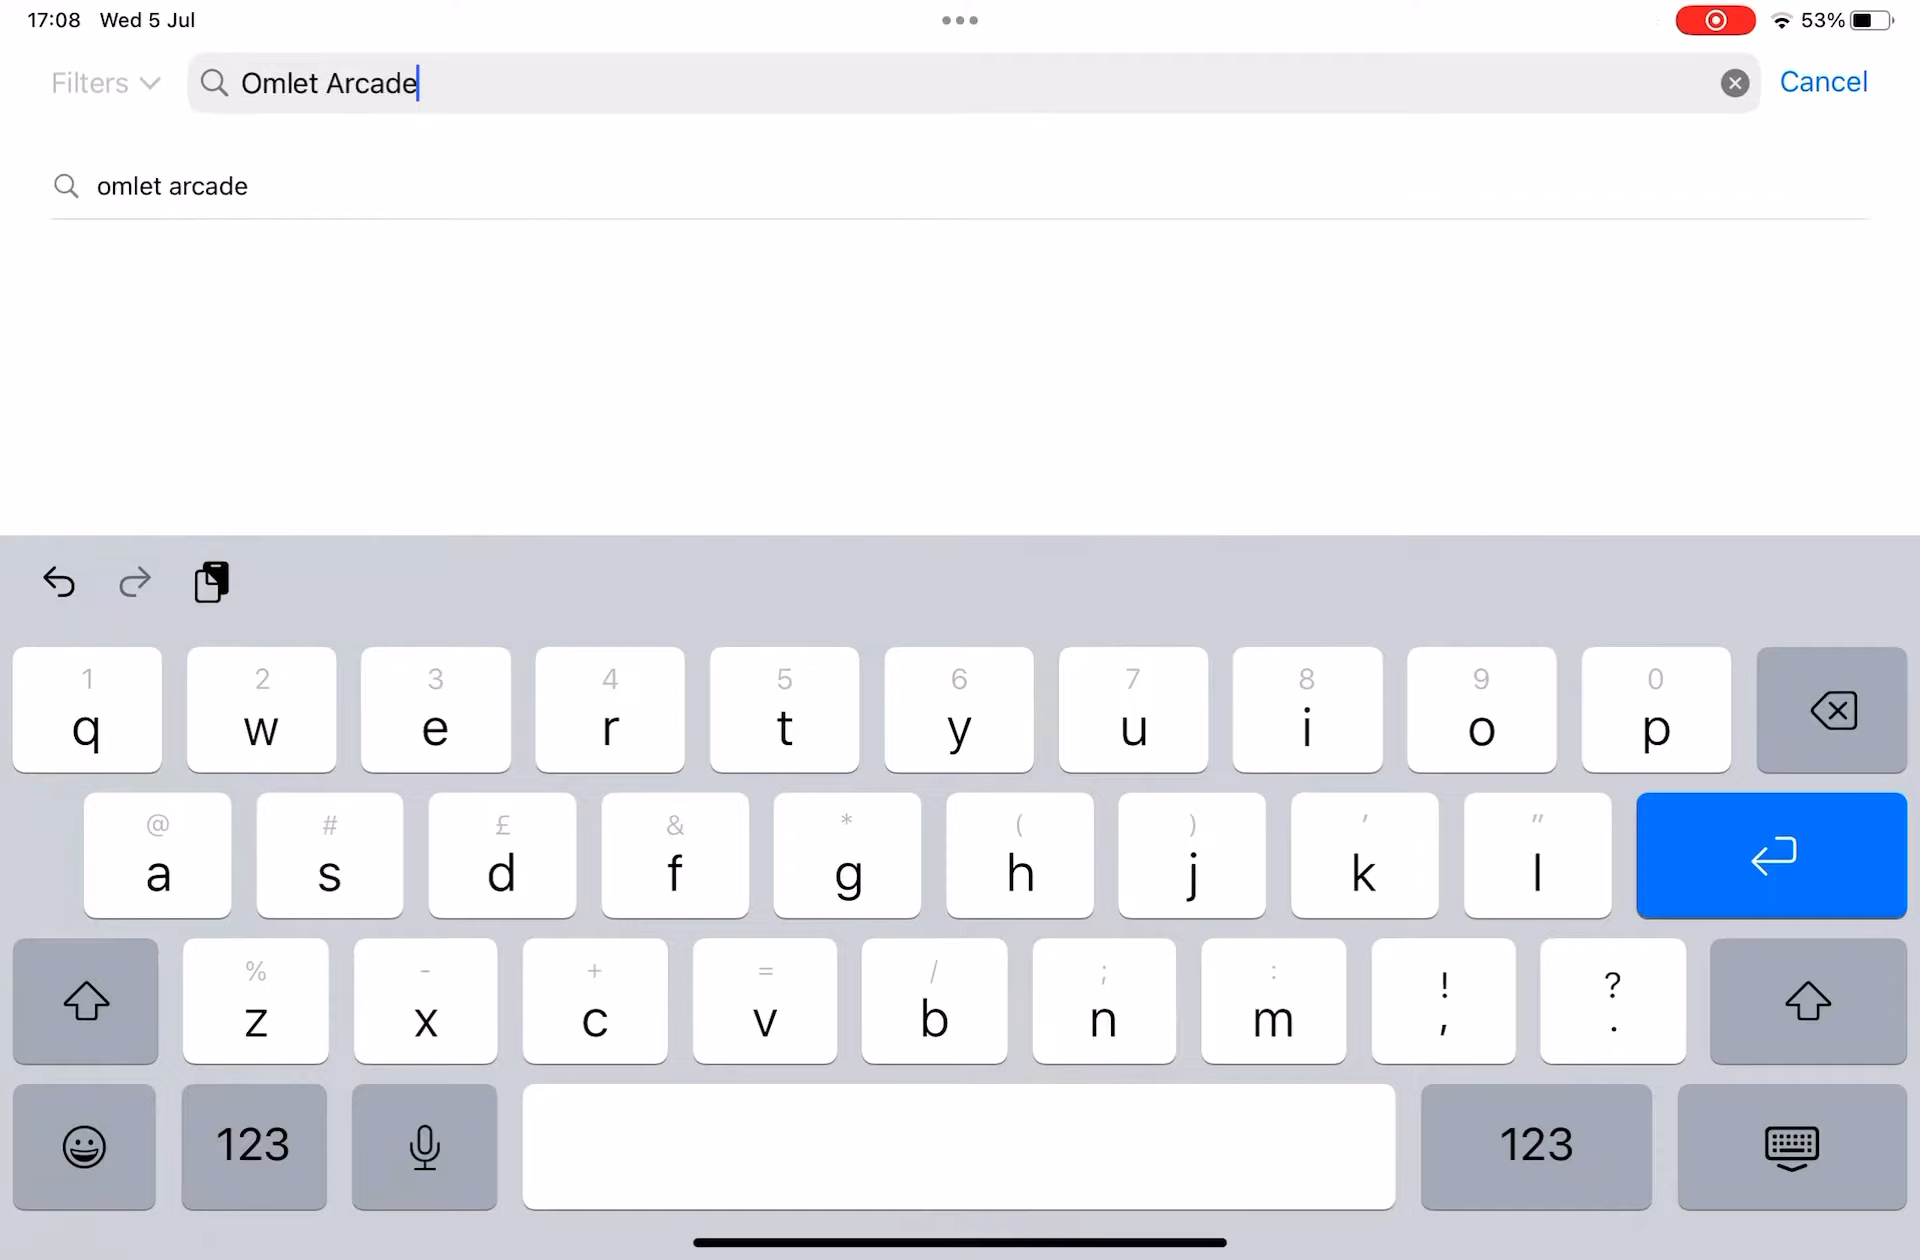 17:08 Wed 5 Jul 53%
Filters Omlet Arcade Cancel
omlet arcade
1 2 3 4 5 6 7 8 9 0
q w e r t y u i o p
@ # £ & * ( ) ' "
a s d f g h j k l
% - + = / ; : ! ?
z x c v b n m , .
123 123